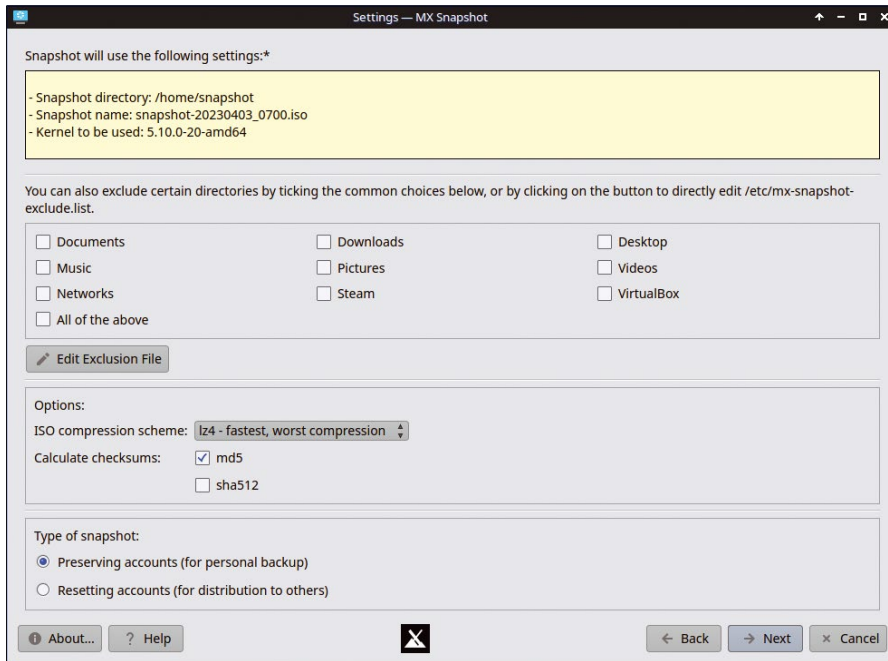 Settings — MX Snapshot
Snapshot will use the following settings:*
- Snapshot directory: /home/snapshot
- Snapshot name: snapshot-20230403_0700.iso
- Kernel to be used: 5.10.0-20-amd64
You can also exclude certain directories by ticking the common choices below, or by clicking on the button to directly edit /etc/mx-snapshot-
exclude.list.
Documents Downloads Desktop
Music Pictures Videos
Networks Steam VirtualBox
All of the above
Edit Exclusion File
Options:
ISO compression scheme: lz4 - fastest, worst compression
Calculate checksums: md5
sha512
Type of snapshot:
Preserving accounts (for personal backup)
Resetting accounts (for distribution to others)
About... ? Help Back Next Cancel